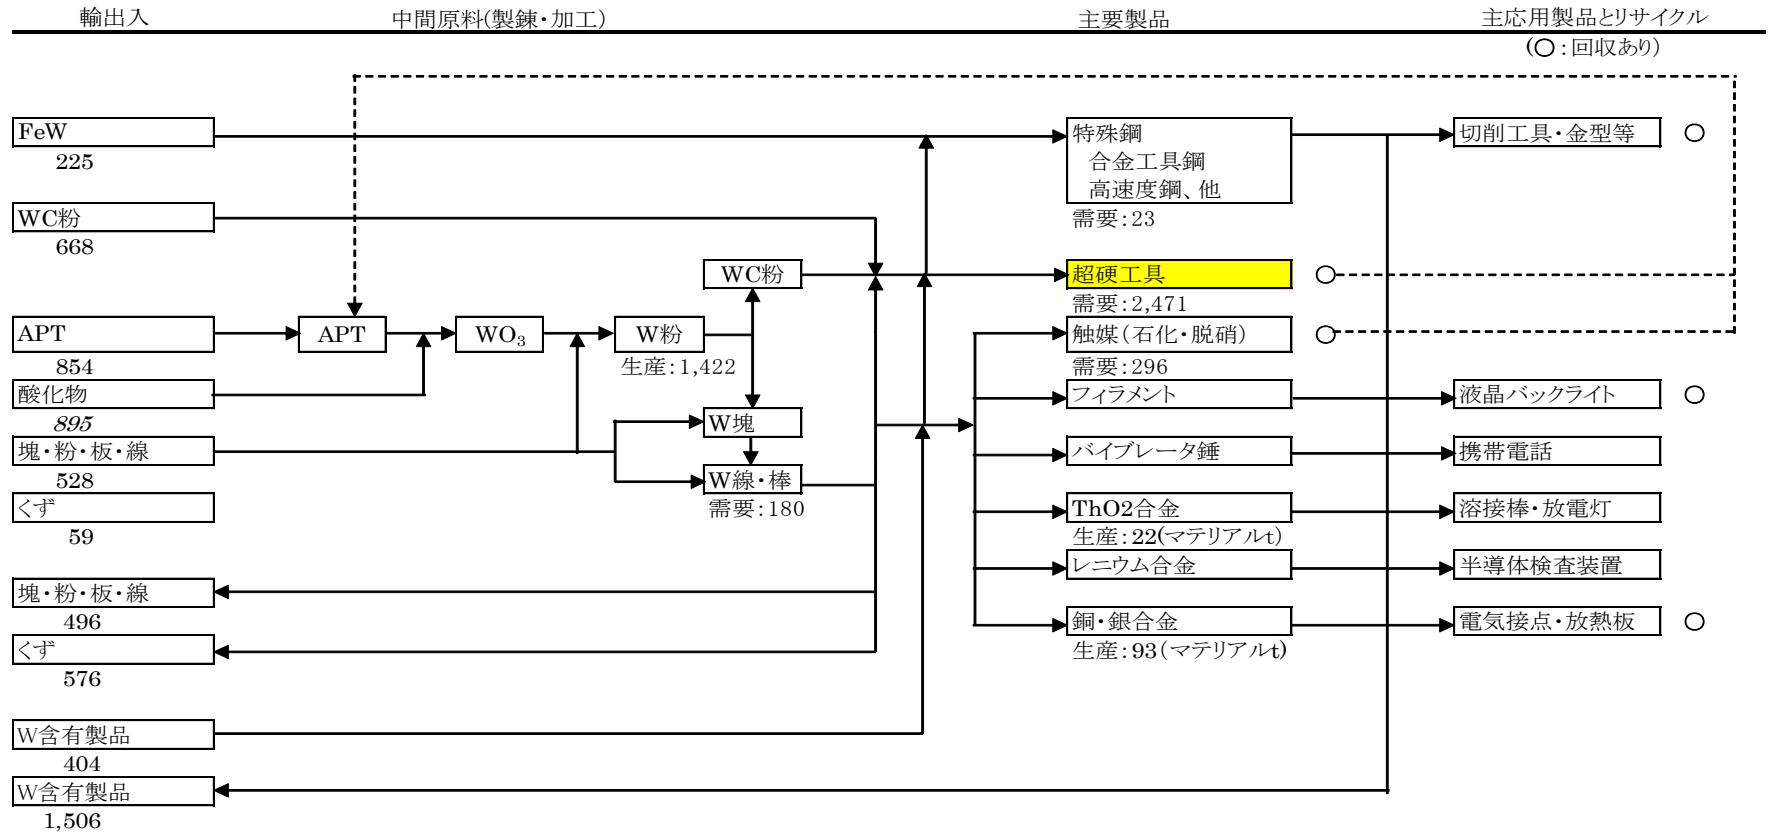 輸出入
中間原料(製錬・加工)
主要製品
主応用製品とリサイクル
(○:回収あり)
FeW
225
WC粉
668
APT
854
酸化物
895
塊・粉・板・線
528
くず
59
塊・粉・板・線
496
くず
576
W含有製品
404
W含有製品
1,506
APT
WO₃
W粉
生産:1,422
WC粉
W塊
W線・棒
需要:180
特殊鋼
合金工具鋼
高速度鋼、他
需要:23
超硬工具
需要:2,471
触媒(石化・脱硝)
需要:296
フィラメント
バイブレータ錘
ThO2合金
生産:22(マテリアルt)
レニウム合金
銅・銀合金
生産:93(マテリアルt)
切削工具・金型等
○
○
○
液晶バックライト
○
携帯電話
溶接棒・放電灯
半導体検査装置
電気接点・放熱板
○